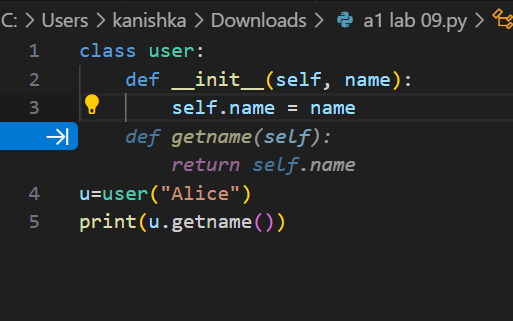 C: > Users > kanishka > Downloads > a1 lab 09.py >
1 class user:
2     def __init__(self, name):
3         self.name = name
    def getname(self):
        return self.name
4 u=user("Alice")
5 print(u.getname())